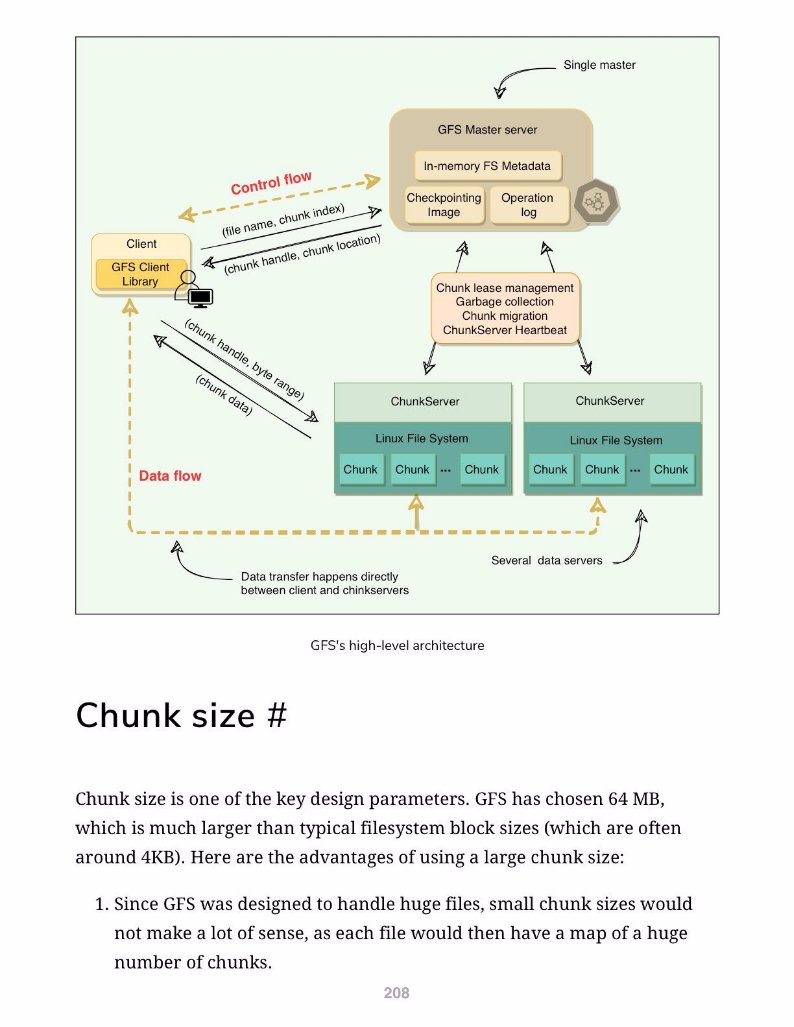 Single master
GFS Master server
In-memory FS Metadata
Checkpointing
Image
Operation
log
Control flow
(file name, chunk index)
(chunk handle, chunk location)
Client
GFS Client
Library
Chunk lease management
Garbage collection
Chunk migration
ChunkServer Heartbeat
(chunk handle, byte range)
(chunk data)
ChunkServer
Linux File System
Chunk
Chunk
...
Chunk
ChunkServer
Linux File System
Chunk
Chunk
...
Chunk
Data flow
Several data servers
Data transfer happens directly
between client and chinkservers
GFS's high-level architecture
Chunk size #
Chunk size is one of the key design parameters. GFS has chosen 64 MB,
which is much larger than typical filesystem block sizes (which are often
around 4KB). Here are the advantages of using a large chunk size:
1. Since GFS was designed to handle huge files, small chunk sizes would
not make a lot of sense, as each file would then have a map of a huge
number of chunks.
208